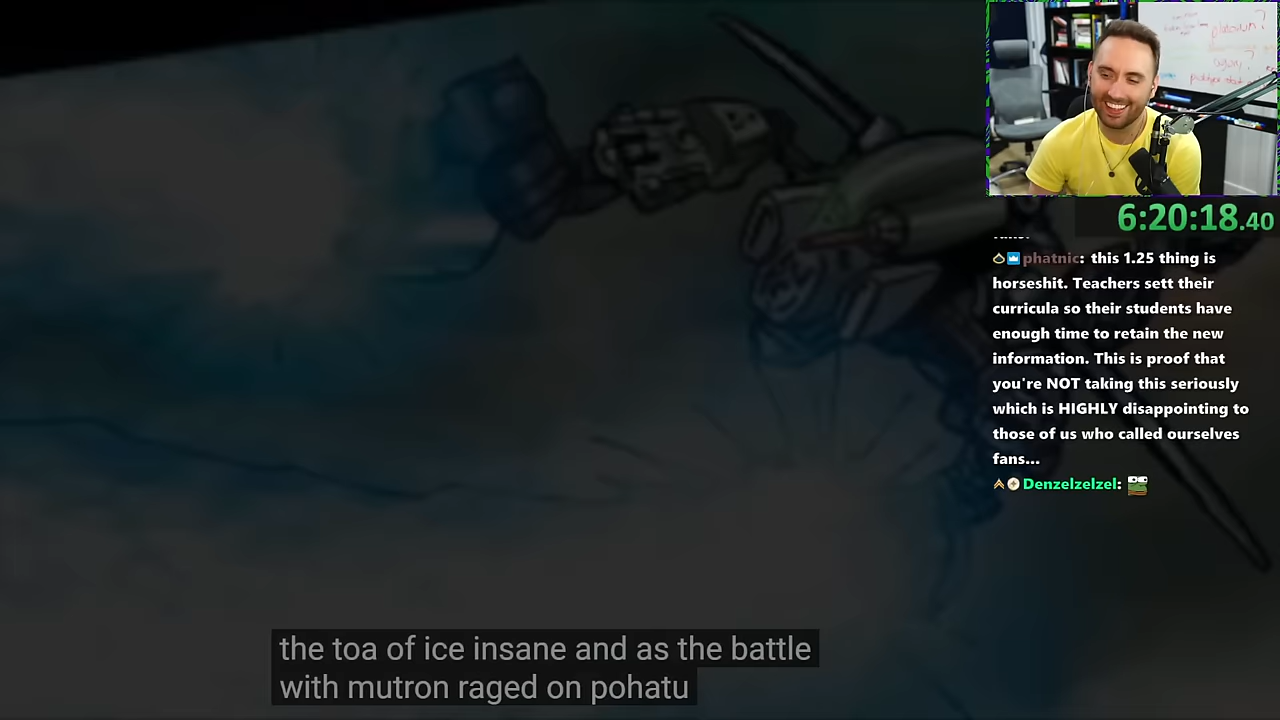 6:20:18.40
phatnic: this 1.25 thing is
horseshit. Teachers sett their
curricula so their students have
enough time to retain the new
information. This is proof that
you're NOT taking this seriously
which is HIGHLY disappointing to
those of us who called ourselves
fans...
Denzelzelzel:
the toa of ice insane and as the battle
with mutron raged on pohatu